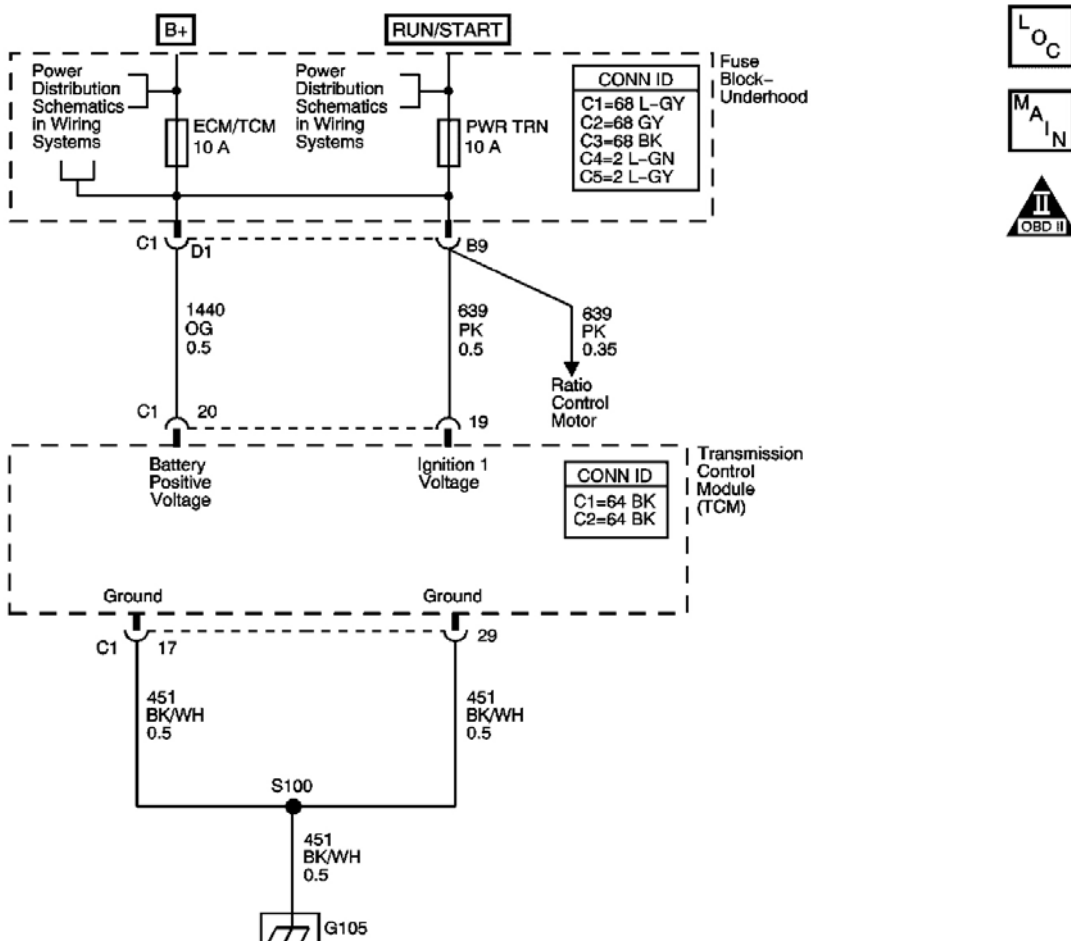 B+
RUN/START
Power
Distribution
Schematics
in Wiring
Systems
ECM/TCM
10 A
Power
Distribution
Schematics
in Wiring
Systems
PWR TRN
10 A
CONN ID
C1=68 L-GY
C2=68 GY
C3=68 BK
C4=2 L-GN
C5=2 L-GY
Fuse
Block-
Underhood
L O C
M A I N
II
OBD II
C1
D1
B9
1440
OG
0.5
639
PK
0.5
639
PK
0.35
Ratio
Control
Motor
C1
20
19
Battery
Positive
Voltage
Ignition 1
Voltage
CONN ID
C1=64 BK
C2=64 BK
Transmission
Control
Module
(TCM)
Ground
Ground
C1
17
29
451
BK/WH
0.5
451
BK/WH
0.5
S100
451
BK/WH
0.5
G105